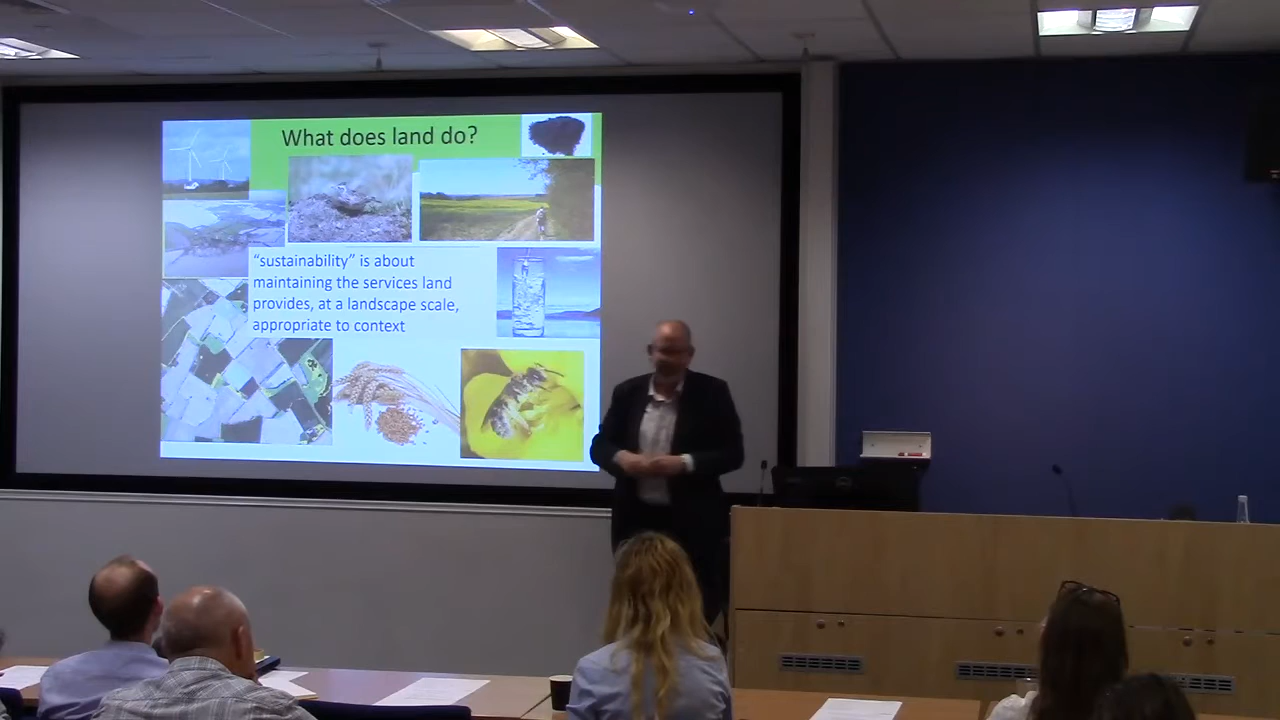 What does land do?
“sustainability” is about
maintaining the services land
provides, at a landscape scale,
appropriate to context